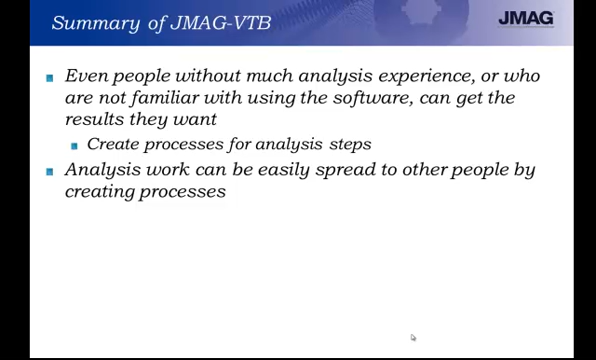 Summary of JMAG-VTB
JMAG
Even people without much analysis experience, or who
are not familiar with using the software, can get the
results they want
Create processes for analysis steps
Analysis work can be easily spread to other people by
creating processes